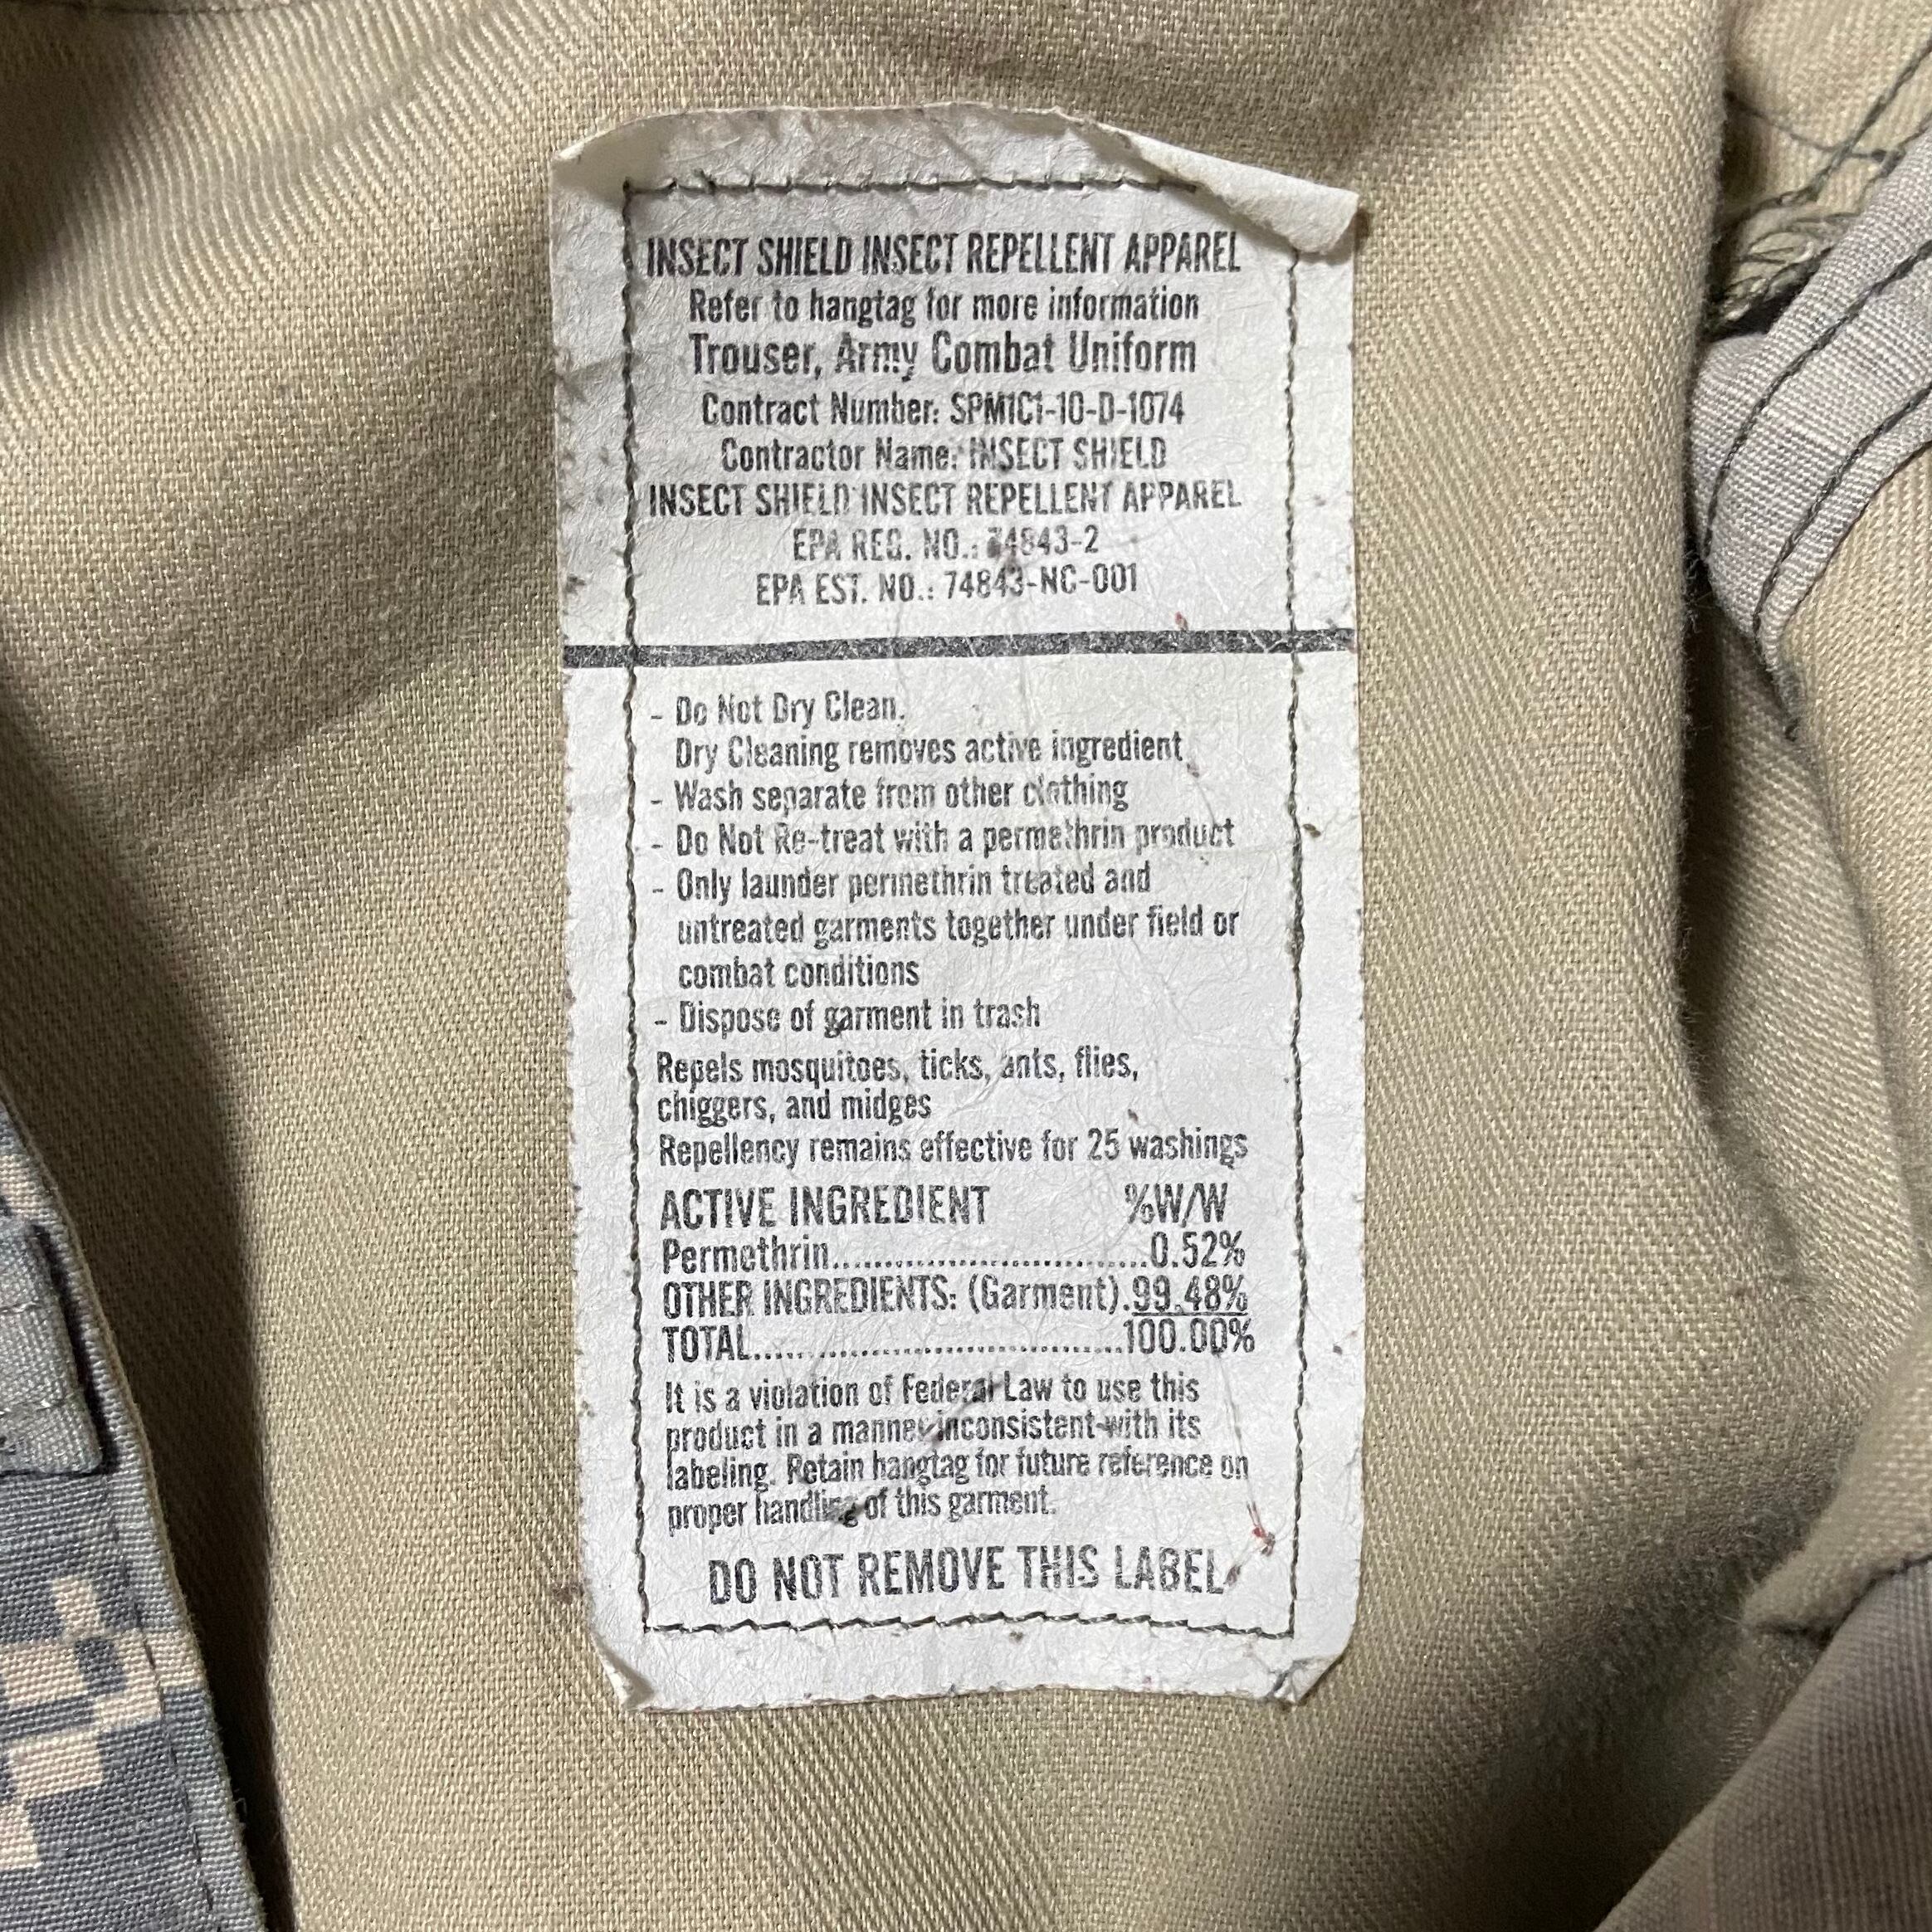 INSECT SHIELD INSECT REPELLENT APPAREL
Refer to hangtag for more information
Trouser, Army Combat Uniform
Contract Number: SPM1C1-10-D-1074
Contractor Name: INSECT SHIELD
INSECT SHIELD INSECT REPELLENT APPAREL
EPA REG. NO.: 74843-2
EPA EST. NO.: 74843-NC-001
- Do Not Dry Clean.
Dry Cleaning removes active ingredient
- Wash separate from other clothing
- Do Not Re-treat with a permethrin product
- Only launder permethrin treated and
untreated garments together under field or
combat conditions
- Dispose of garment in trash
Repels mosquitoes, ticks, ants, flies,
chiggers, and midges
Repellency remains effective for 25 washings
ACTIVE INGREDIENT %W/W
Permethrin..............................0.52%
OTHER INGREDIENTS: (Garment).99.48%
TOTAL....................................100.00%
It is a violation of Federal Law to use this
product in a manner inconsistent with its
labeling. Retain hangtag for future reference on
proper handling of this garment.
DO NOT REMOVE THIS LABEL